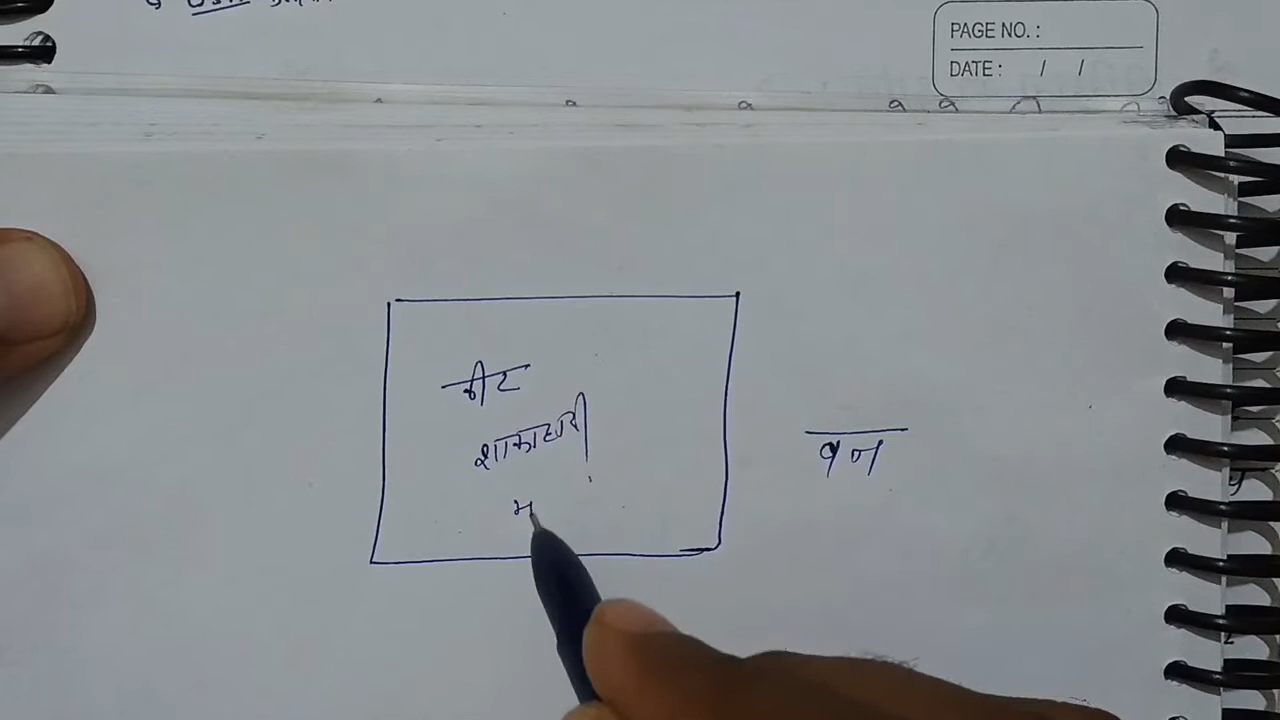 PAGE NO. :
DATE : / /
कीट
शाकाहारी
वन